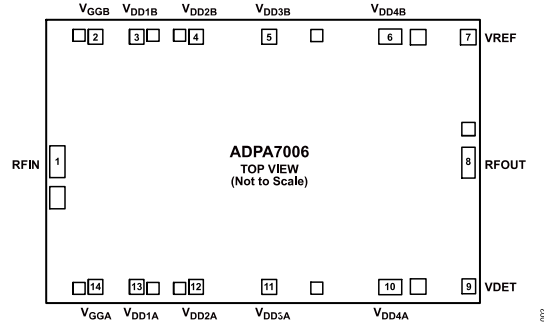 VGGB VDD1B VDD2B VDD3B VDD4B
2 3 4 5 6 7 VREF
ADPA7006
TOP VIEW
(Not to Scale)
RFIN 1
8 RFOUT
14 13 12 11 10 9 VDET
VGGA VDD1A VDD2A VDD3A VDD4A
002